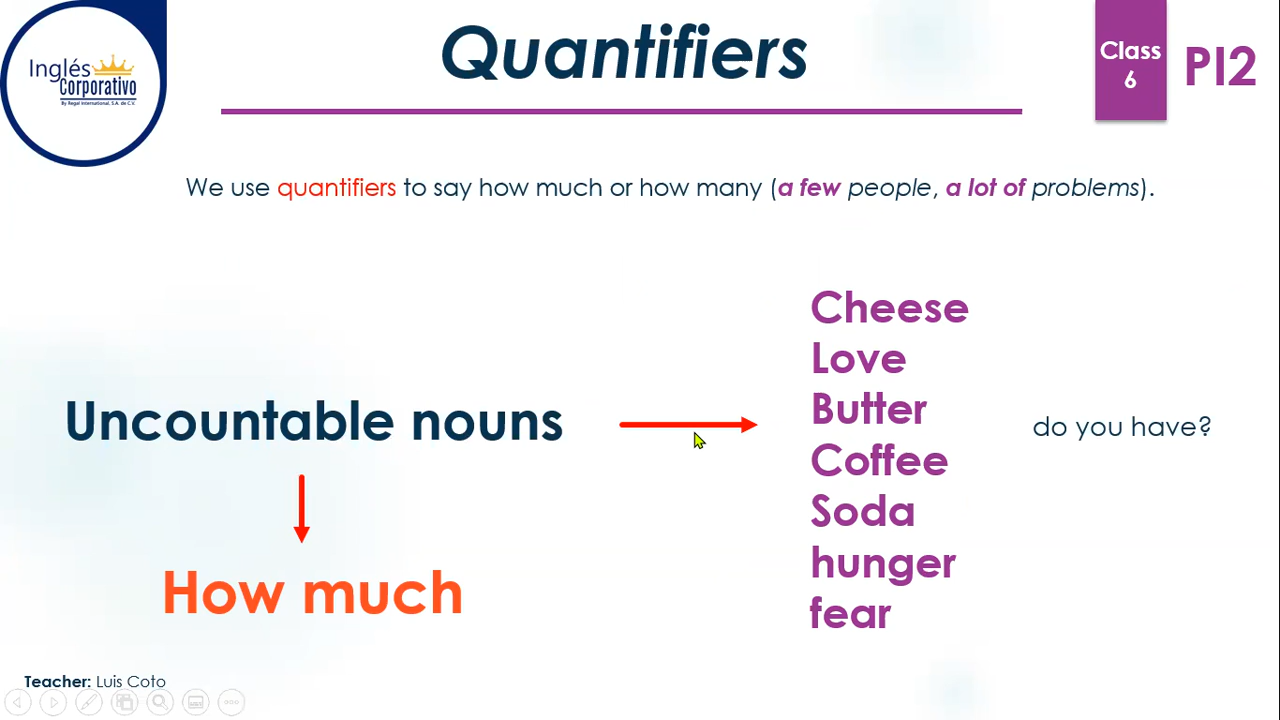 Quantifiers
Inglés
Corporativo
By Regal International, S.A. de C.V.
Class
6
PI2
We use quantifiers to say how much or how many (a few people, a lot of problems).
Uncountable nouns
How much
Cheese
Love
Butter
Coffee
Soda
hunger
fear
do you have?
Teacher: Luis Coto